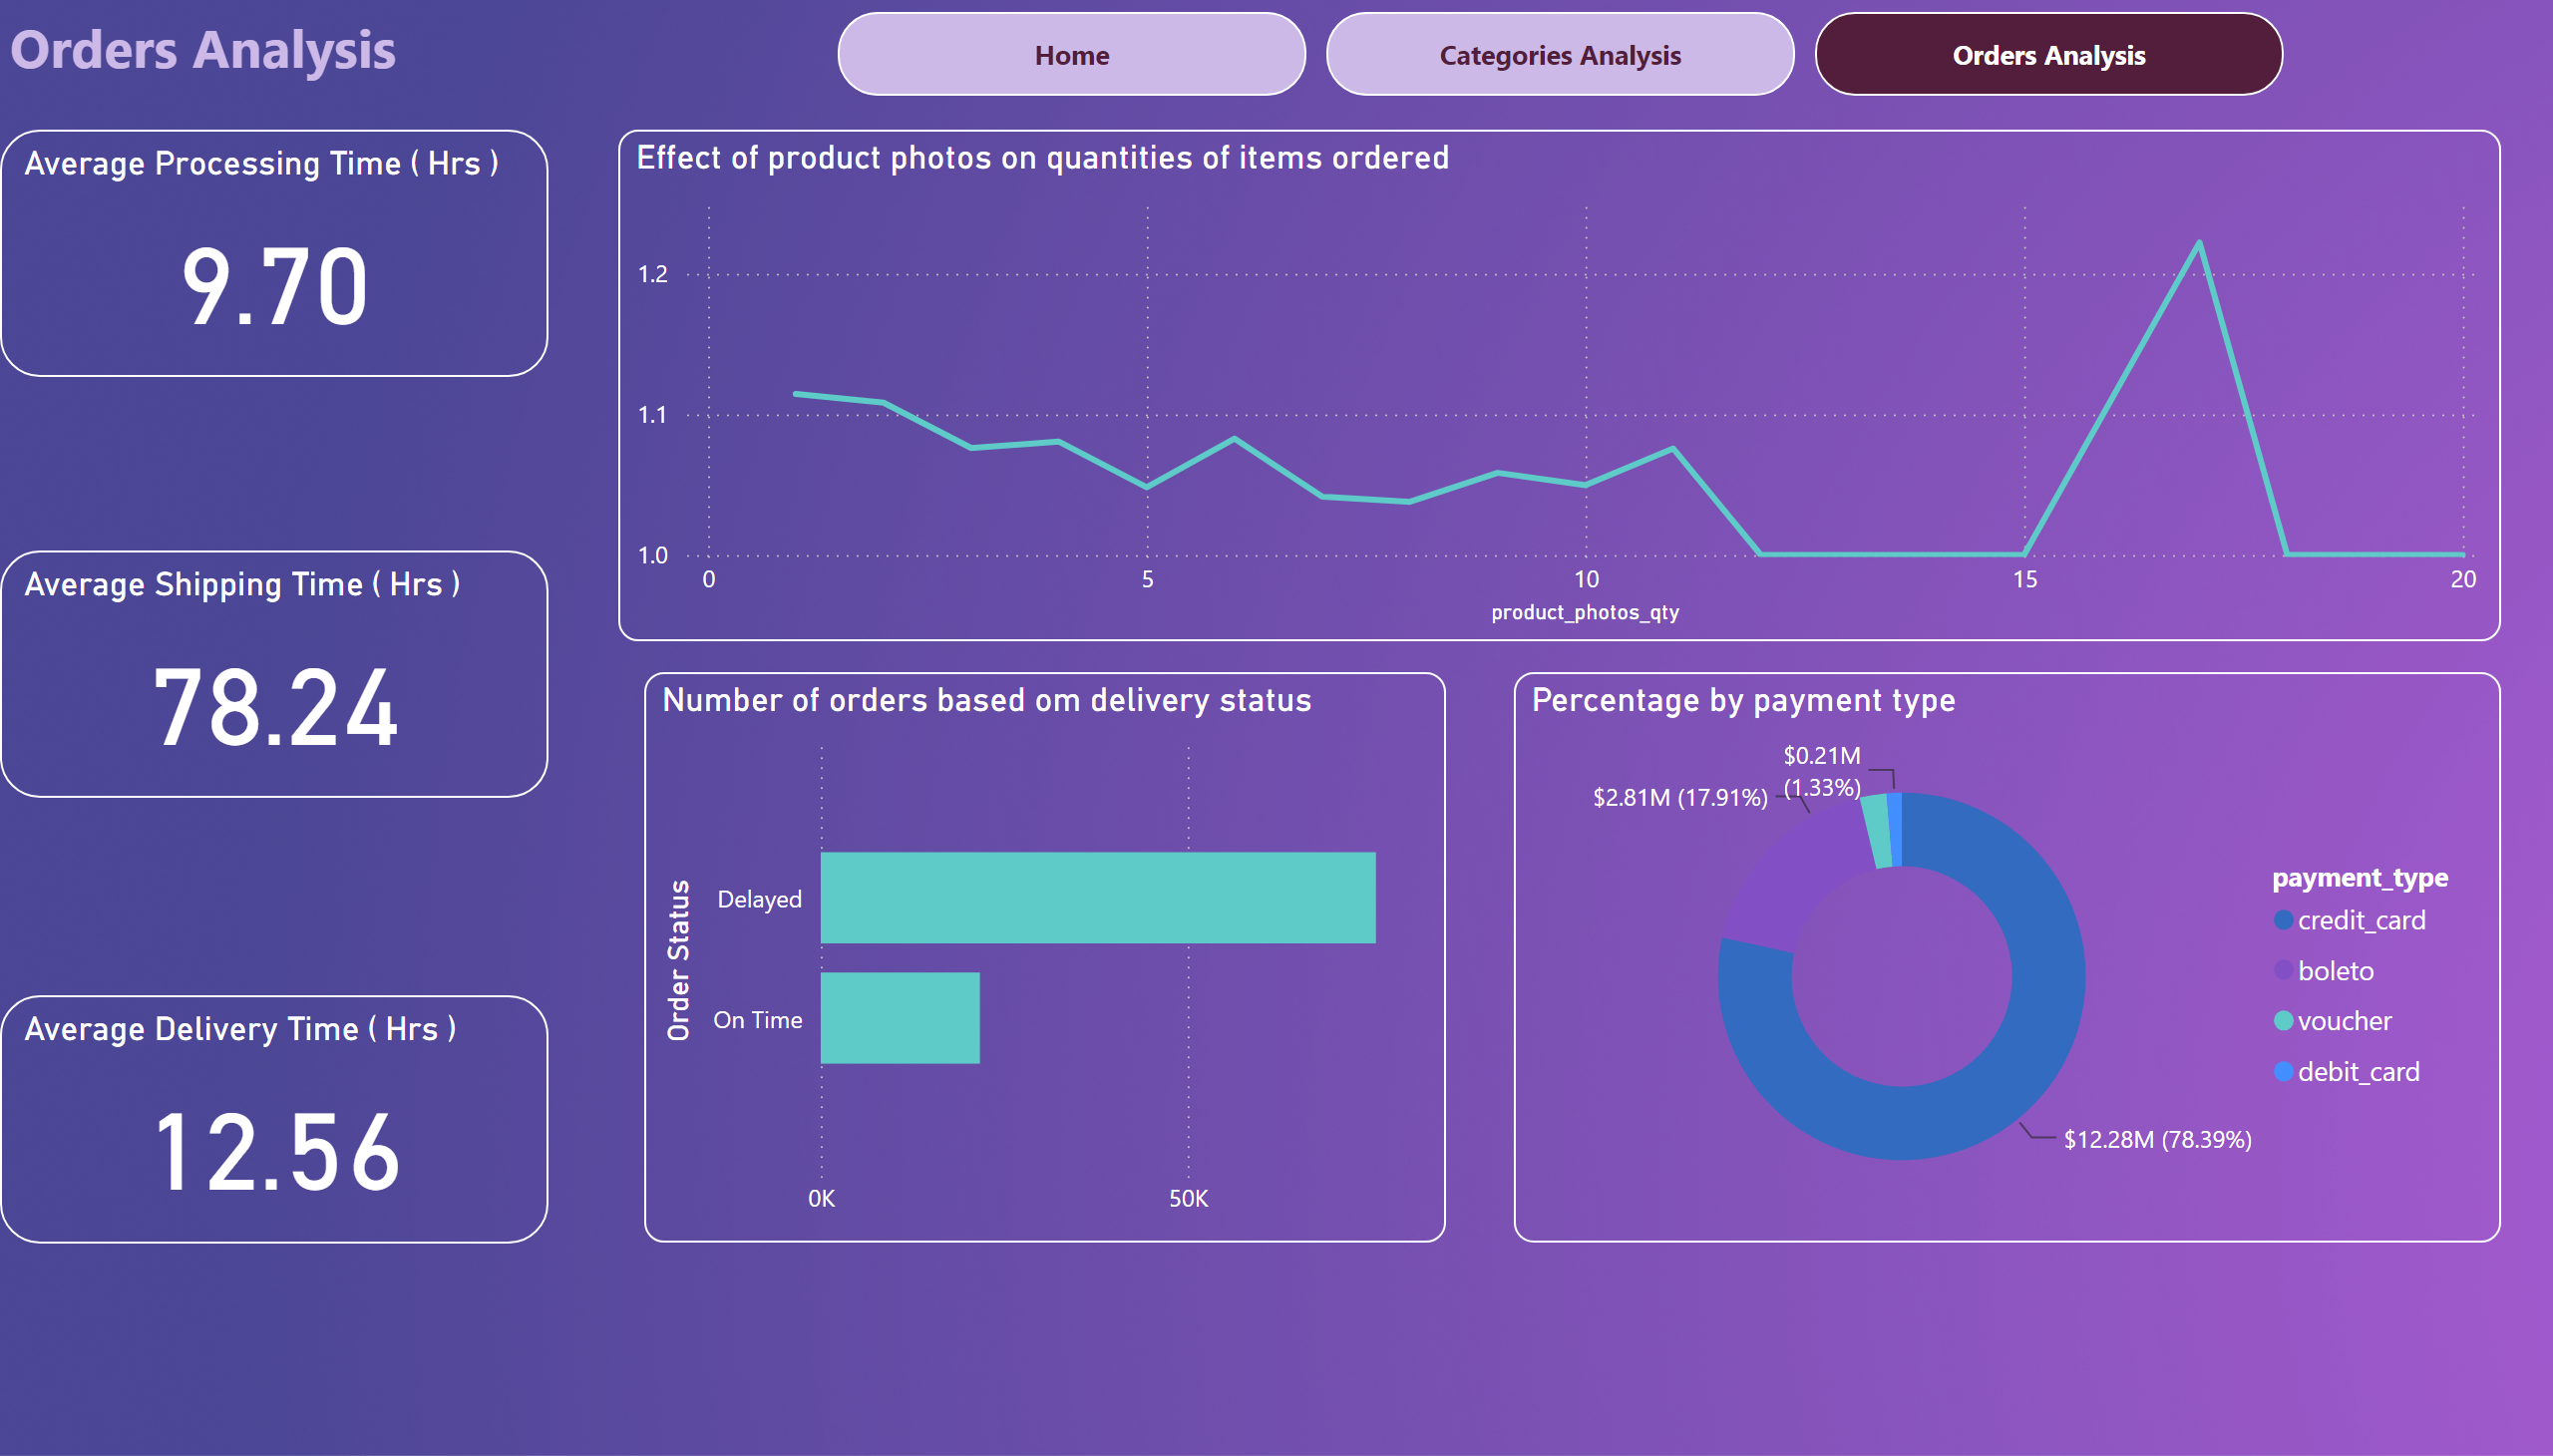 Orders Analysis
Home
Categories Analysis
Orders Analysis
Average Processing Time ( Hrs )
9.70
Average Shipping Time ( Hrs )
78.24
Average Delivery Time ( Hrs )
12.56
Effect of product photos on quantities of items ordered
1.2
1.1
1.0
0 5 10 15 20
product_photos_qty
Number of orders based om delivery status
Order Status
Delayed
On Time
0K 50K
Percentage by payment type
$0.21M
(1.33%)
$2.81M (17.91%)
$12.28M (78.39%)
payment_type
credit_card
boleto
voucher
debit_card